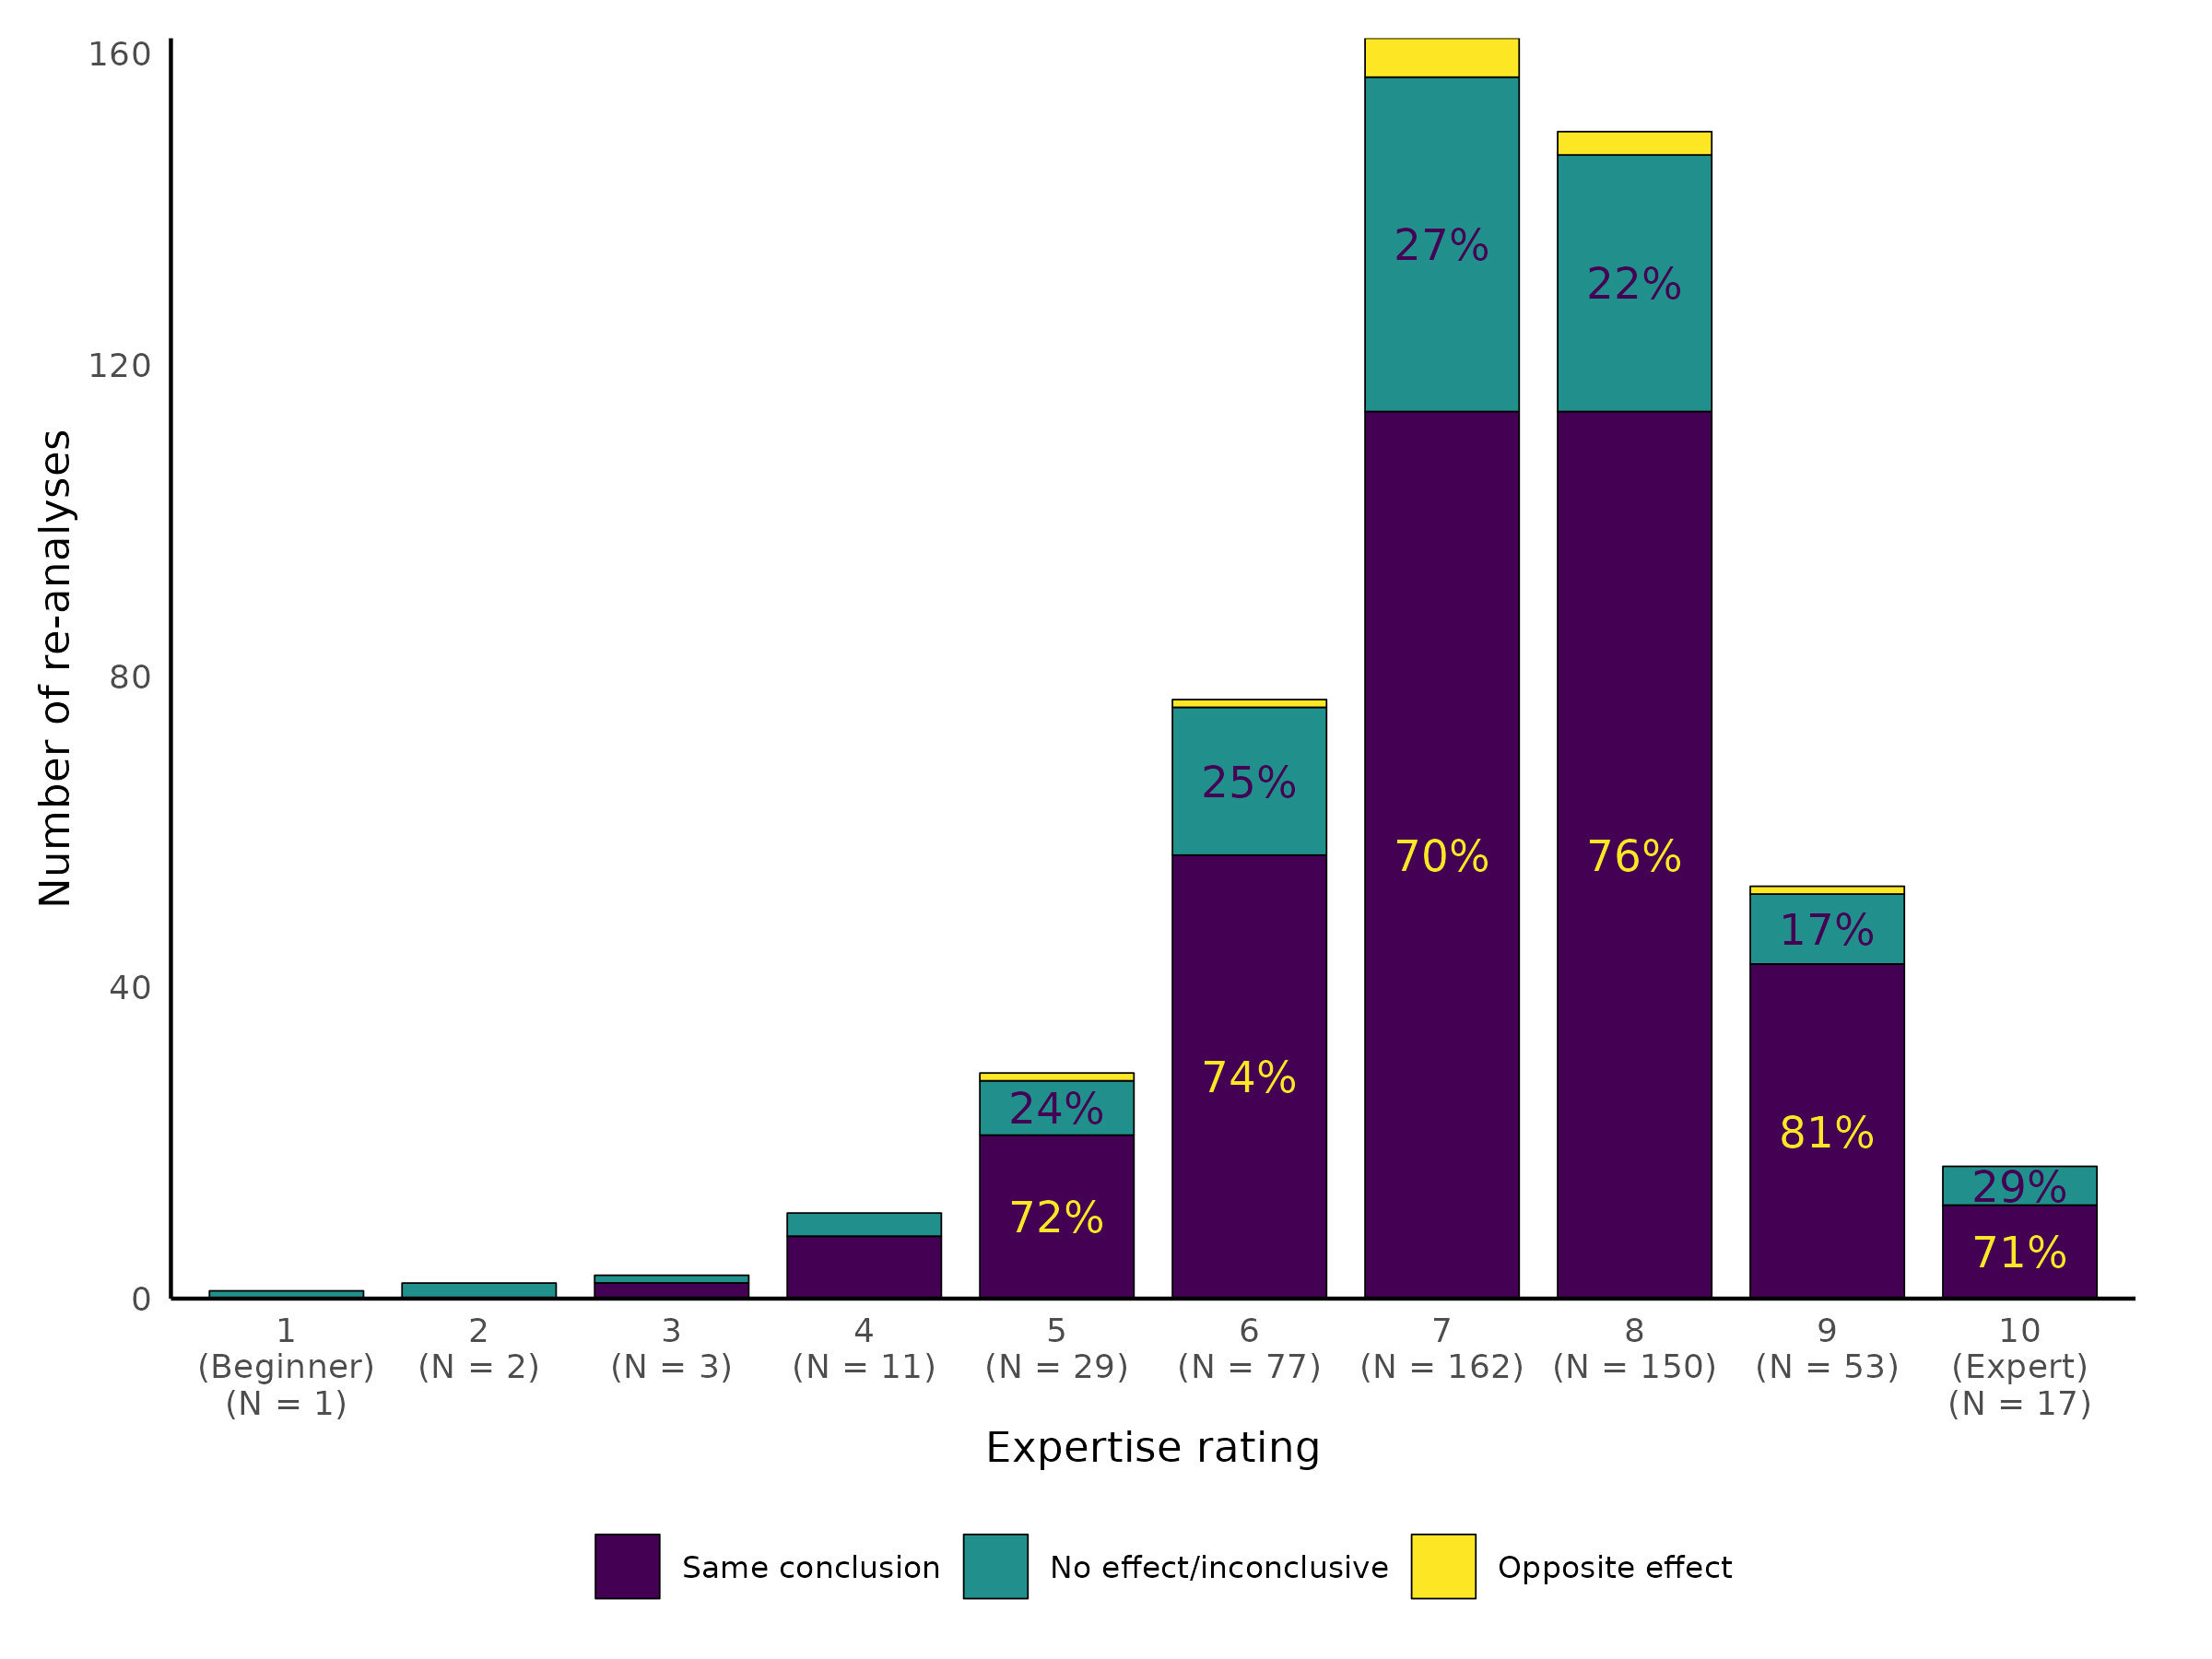 Number of re-analyses
160
120
80
40
0
27%
22%
70%
76%
25%
74%
17%
81%
24%
72%
29%
71%
1
(Beginner)
(N = 1)
2
(N = 2)
3
(N = 3)
4
(N = 11)
5
(N = 29)
6
(N = 77)
7
(N = 162)
8
(N = 150)
9
(N = 53)
10
(Expert)
(N = 17)
Expertise rating
Same conclusion
No effect/inconclusive
Opposite effect